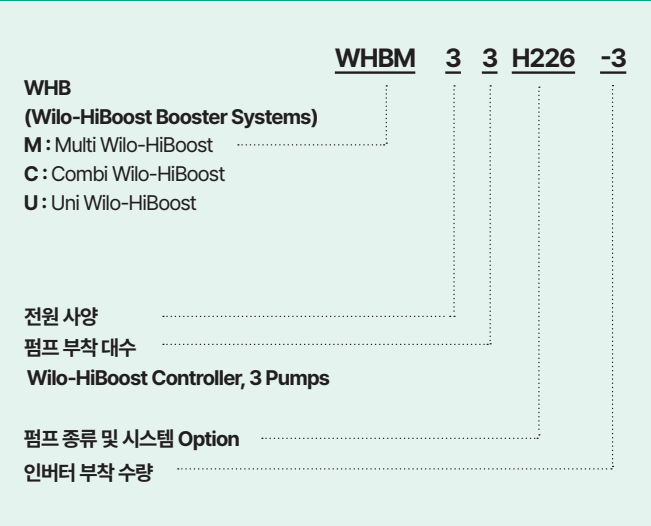 WHBM 3 3 H226 -3
WHB
(Wilo-HiBoost Booster Systems)
M : Multi Wilo-HiBoost
C : Combi Wilo-HiBoost
U : Uni Wilo-HiBoost
전원 사양
펌프 부착 대수
Wilo-HiBoost Controller, 3 Pumps
펌프 종류 및 시스템 Option
인버터 부착 수량